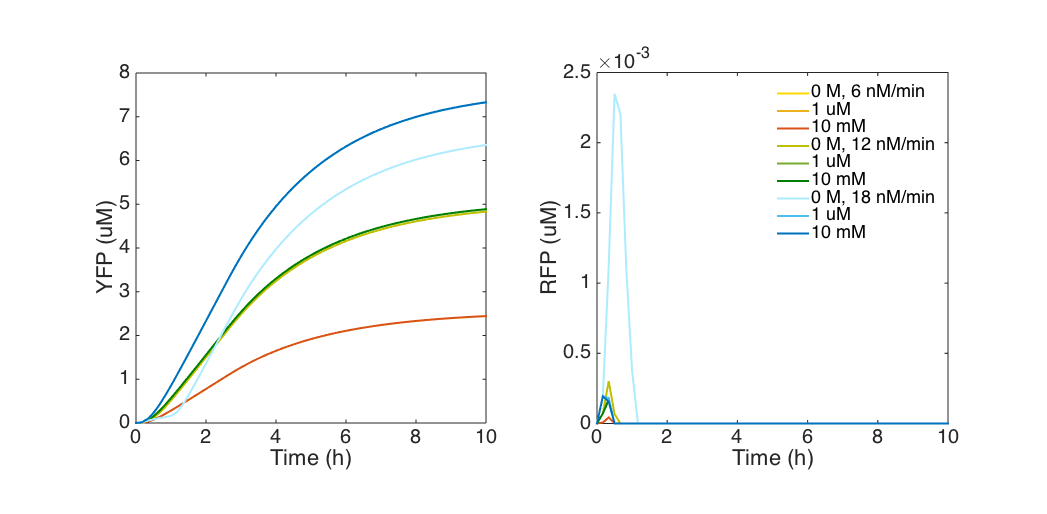 8
7
6
5
4
3
2
1
0
YFP (uM)
0 2 4 6 8 10
Time (h)
×10-3
2.5
2
1.5
1
0.5
0
RFP (uM)
0 M, 6 nM/min
1 uM
10 mM
0 M, 12 nM/min
1 uM
10 mM
0 M, 18 nM/min
1 uM
10 mM
0 2 4 6 8 10
Time (h)